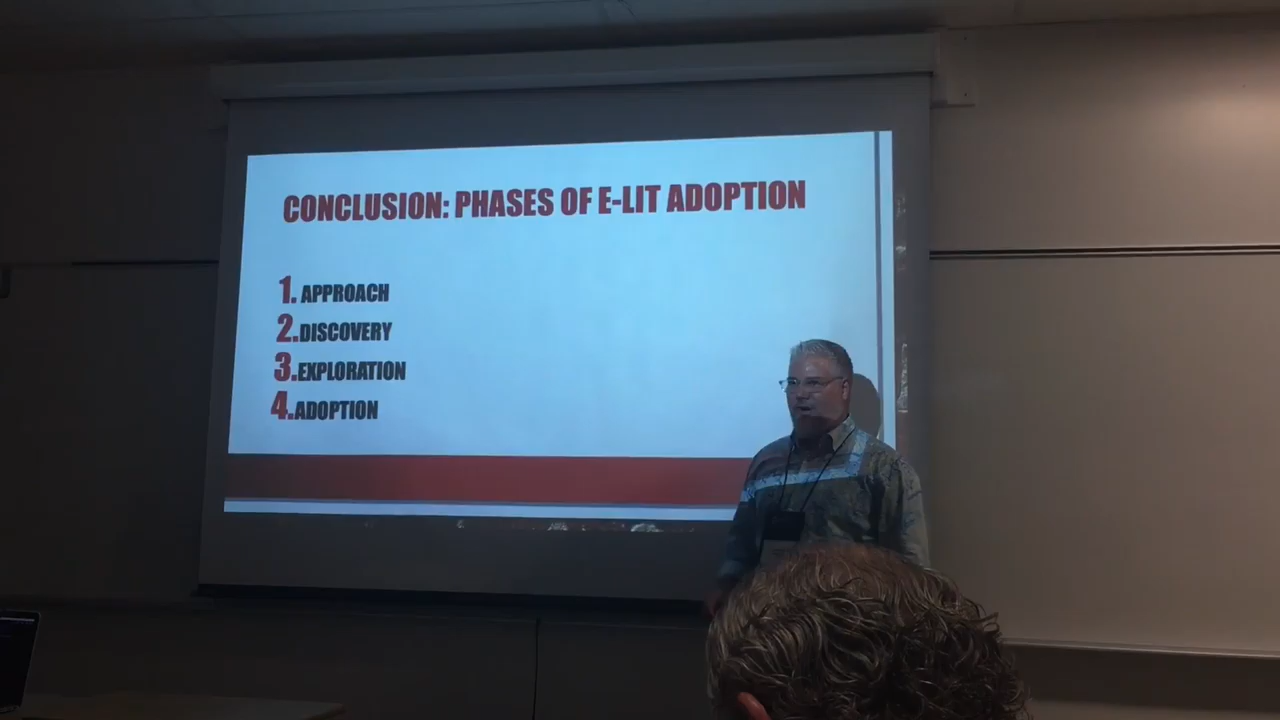 CONCLUSION: PHASES OF E-LIT ADOPTION
1. APPROACH
2. DISCOVERY
3. EXPLORATION
4. ADOPTION